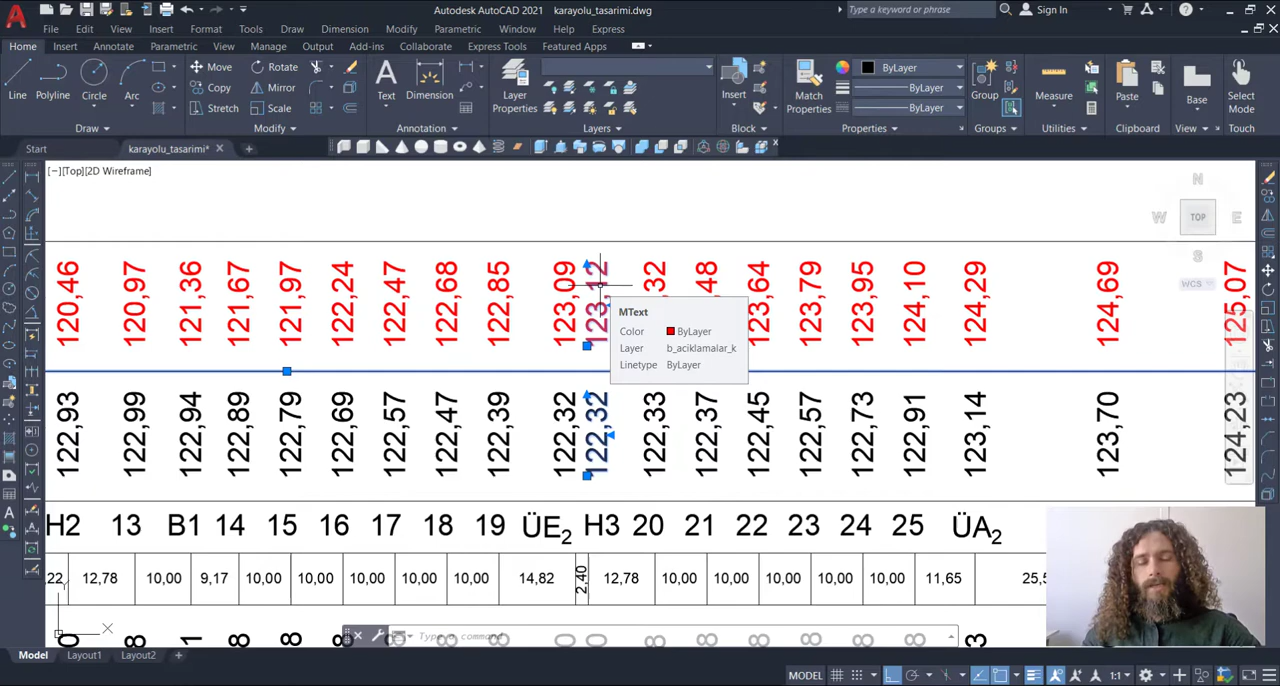 Autodesk AutoCAD 2021 karayolu_tasarimi.dwg
Type a keyword or phrase
Sign In
File Edit View Insert Format Tools Draw Dimension Modify Parametric Window Help Express
Home Insert Annotate Parametric View Manage Output Add-ins Collaborate Express Tools Featured Apps
Line Polyline Circle Arc
Move Rotate
Copy Mirror
Stretch Scale
Text Dimension
Layer Properties
Insert
Match Properties
ByLayer
ByLayer
ByLayer
Group
Measure
Paste
Base
Select Mode
Draw Modify Annotation Layers Block Properties Groups Utilities Clipboard View Touch
Start karayolu_tasarimi*
[−][Top][2D Wireframe]
N
W TOP E
S
WCS
120,46 120,97 121,36 121,67 121,97 122,24 122,47 122,68 122,85 123,09 123,12 ,32 ,48 123,64 123,79 123,95 124,10 124,29 124,69 125,07
MText
Color ByLayer
Layer b_aciklamalar_k
Linetype ByLayer
122,93 122,99 122,94 122,89 122,79 122,69 122,57 122,47 122,39 122,32 122,32 122,33 122,37 122,45 122,57 122,73 122,91 123,14 123,70 124,23
H2 13 B1 14 15 16 17 18 19 ÜE2 H3 20 21 22 23 24 25 ÜA2
,22 12,78 10,00 9,17 10,00 10,00 10,00 10,00 10,00 14,82 2,40 12,78 10,00 10,00 10,00 10,00 10,00 11,65 25,5
Y X
Type a command
Model Layout1 Layout2
MODEL 1:1